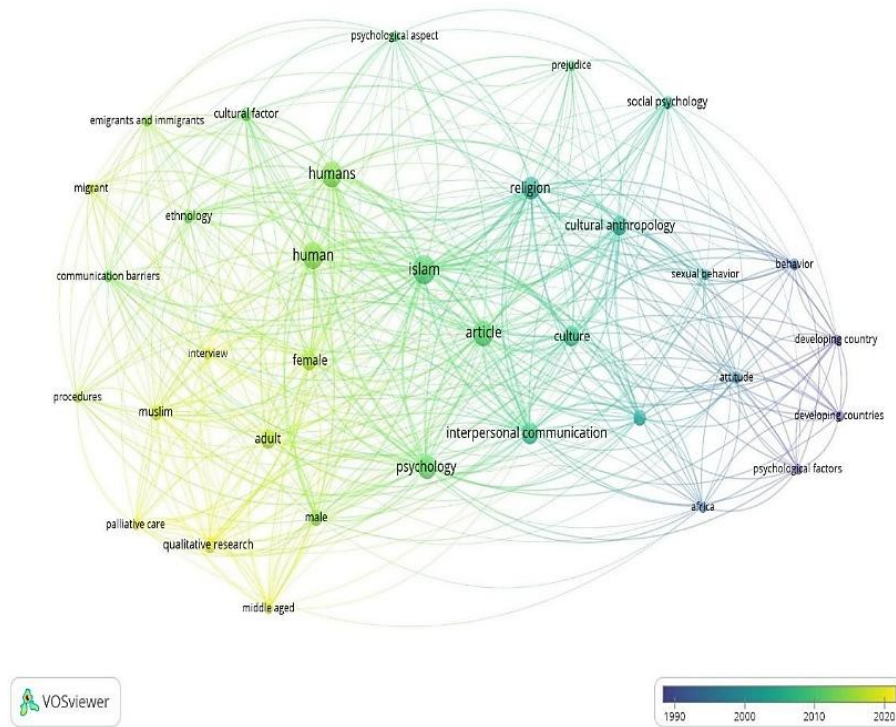 psychological aspect
prejudice
social psychology
emigrants and immigrants
cultural factor
humans
migrant
religion
ethnology
cultural anthropology
human
islam
behavior
communication barriers
sexual behavior
article
culture
developing country
interview
female
attitude
procedures
muslim
developing countries
adult
interpersonal communication
psychology
psychological factors
africa
male
palliative care
qualitative research
middle aged
VOSviewer
1990
2000
2010
2020